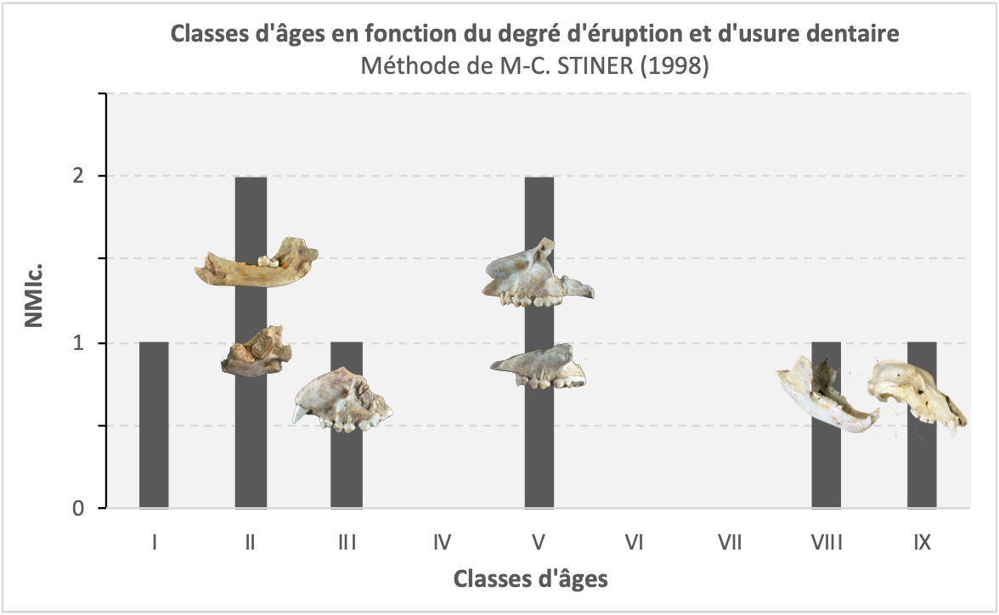 Classes d'âges en fonction du degré d'éruption et d'usure dentaire
Méthode de M-C. STINER (1998)
2
1
0
NMIc.
I II III IV V VI VII VIII IX
Classes d'âges